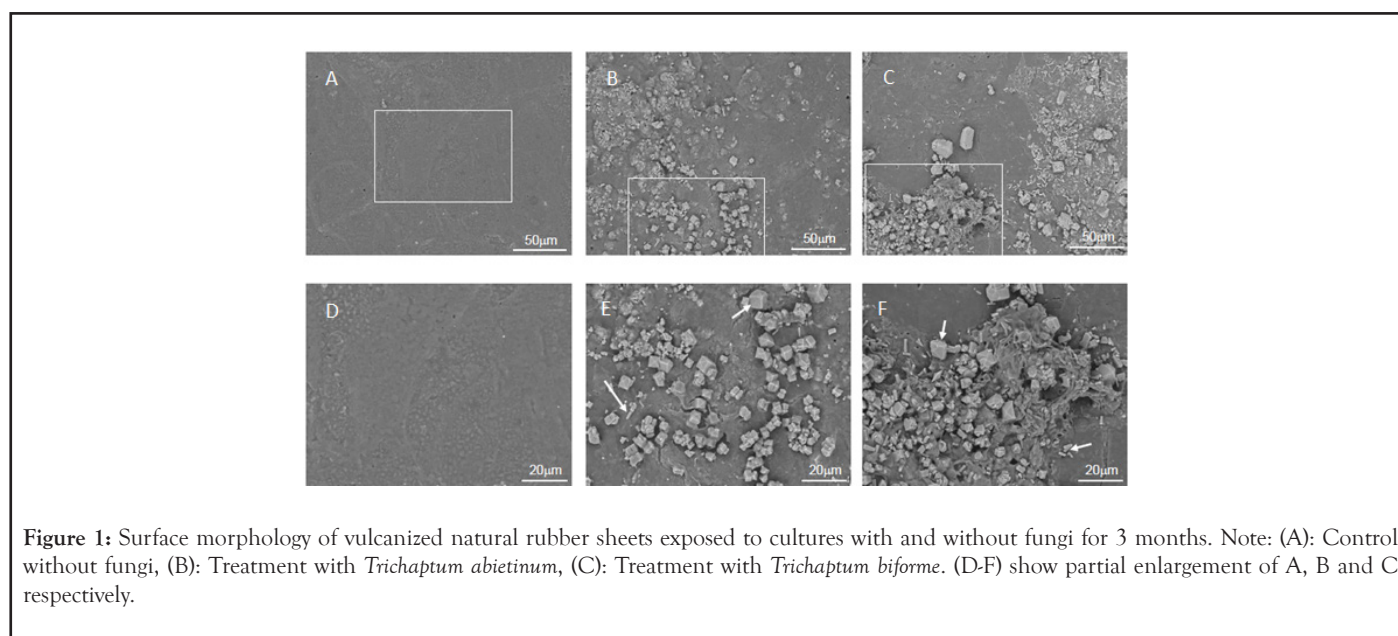 A
B
C
50µm
50µm
50µm
D
E
F
20µm
20µm
20µm
Figure 1: Surface morphology of vulcanized natural rubber sheets exposed to cultures with and without fungi for 3 months. Note: (A): Control
without fungi, (B): Treatment with Trichaptum abietinum, (C): Treatment with Trichaptum biforme. (D-F) show partial enlargement of A, B and C
respectively.